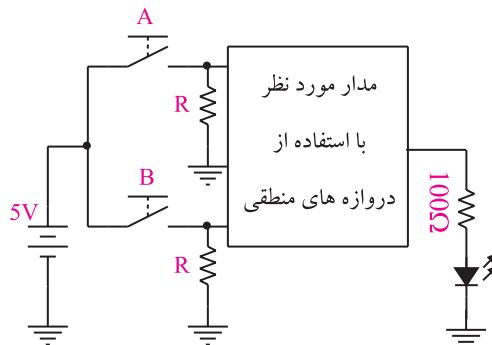 A
R
مدار مورد نظر
با استفاده از
دروازه های منطقی
B
5V
R
100Ω